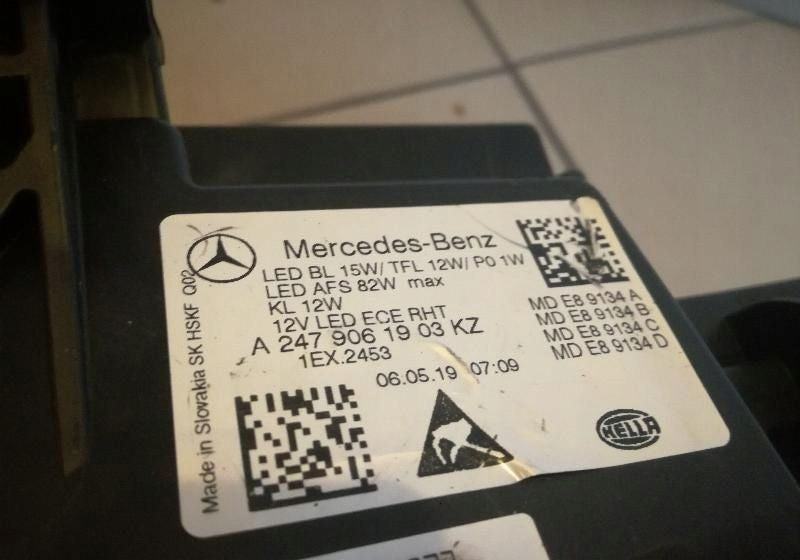 Mercedes-Benz
LED BL 15W/ TFL 12W/ PO 1W
LED AFS 82W max
KL 12W
12V LED ECE RHT
A 247 906 19 03 KZ
1EX.2453
06.05.19 07:09
MD E8 9134 A
MD E8 9134 B
MD E8 9134 C
MD E8 9134 D
HELLA
Made in Slovakia SK HSKF Q02